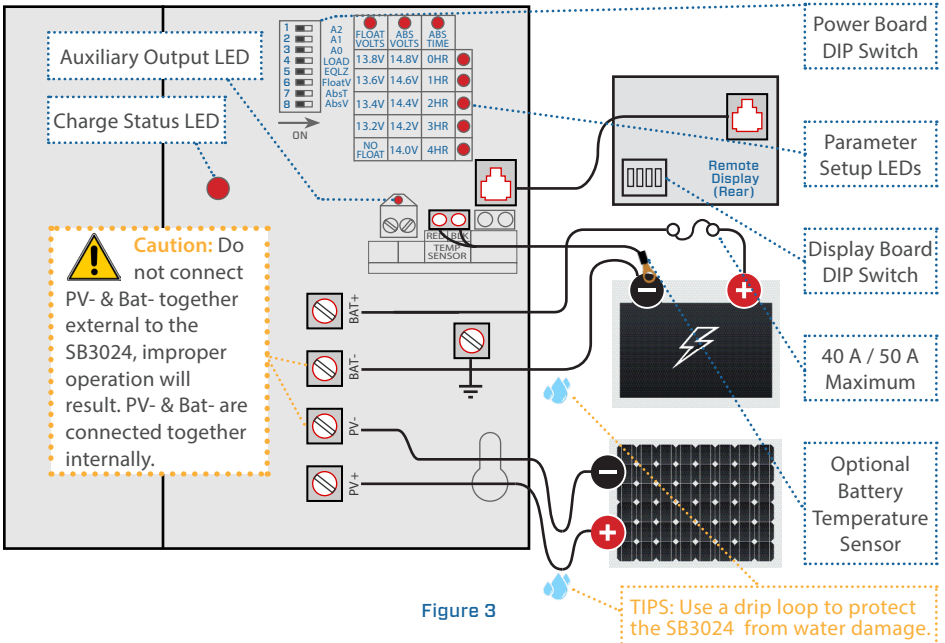 1 A2
2 A1
3 A0
4 LOAD
5 EQLZ
6 FloatV
7 AbsT
8 AbsV
ON
FLOAT VOLTS ABS VOLTS ABS TIME
13.8V 14.8V 0HR
13.6V 14.6V 1HR
13.4V 14.4V 2HR
13.2V 14.2V 3HR
NO FLOAT 14.0V 4HR
Auxiliary Output LED
Charge Status LED
Power Board
DIP Switch
Parameter
Setup LEDs
Remote
Display
(Rear)
Display Board
DIP Switch
RED BLK
TEMP
SENSOR
Caution: Do
not connect
PV- & Bat- together
external to the
SB3024, improper
operation will
result. PV- & Bat- are
connected together
internally.
BAT+
BAT-
PV-
PV+
40 A / 50 A
Maximum
Optional
Battery
Temperature
Sensor
Figure 3
TIPS: Use a drip loop to protect
the SB3024 from water damage.